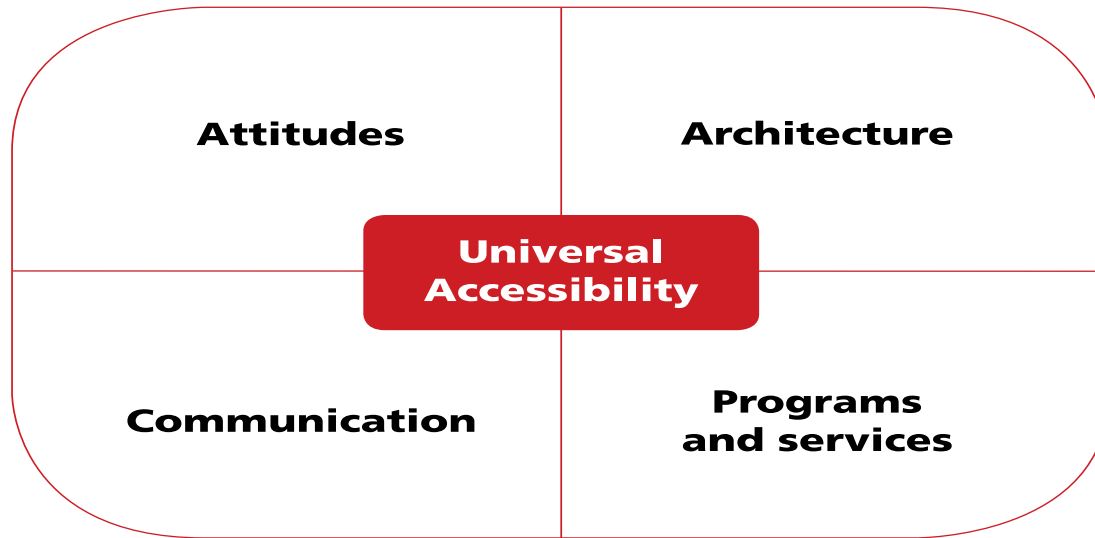 Attitudes
Architecture
Universal
Accessibility
Communication
Programs
and services